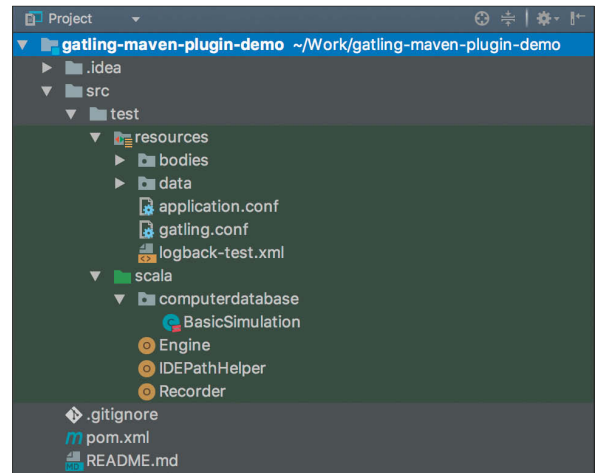 Project
gatling-maven-plugin-demo ~/Work/gatling-maven-plugin-demo
.idea
src
test
resources
bodies
data
application.conf
gatling.conf
logback-test.xml
scala
computerdatabase
BasicSimulation
Engine
IDEPathHelper
Recorder
.gitignore
pom.xml
README.md